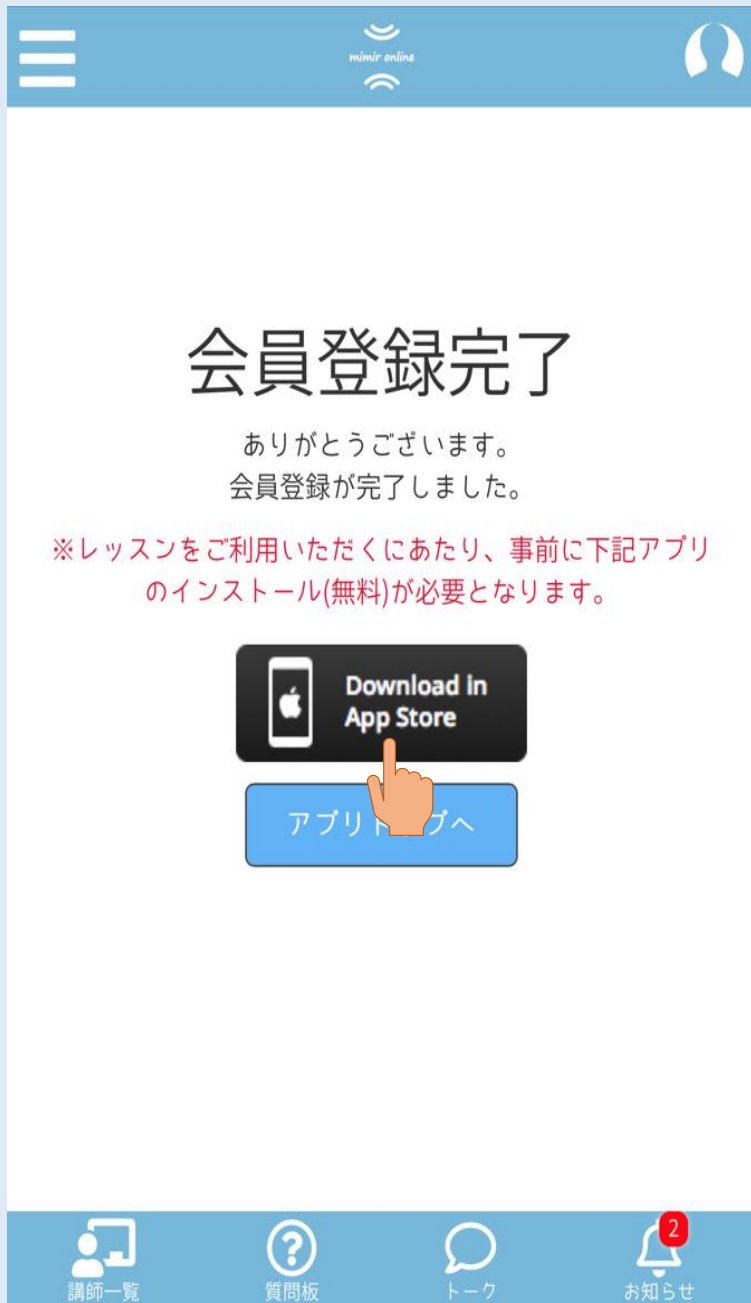 mimir online
会員登録完了
ありがとうございます。
会員登録が完了しました。
※レッスンをご利用いただくにあたり、事前に下記アプリ
のインストール(無料)が必要となります。
Download in
App Store
アプリト プへ
2
講師一覧
質問板
トーク
お知らせ